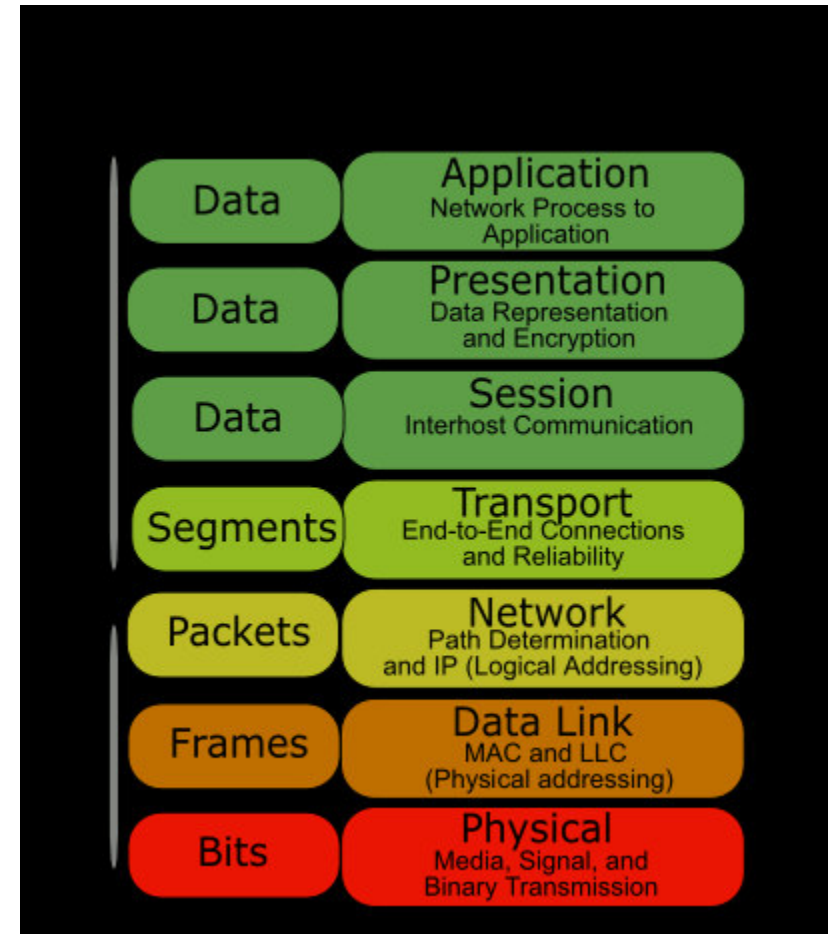 Data
Application
Network Process to
Application
Data
Presentation
Data Representation
and Encryption
Data
Session
Interhost Communication
Segments
Transport
End-to-End Connections
and Reliability
Packets
Network
Path Determination
and IP (Logical Addressing)
Frames
Data Link
MAC and LLC
(Physical addressing)
Bits
Physical
Media, Signal, and
Binary Transmission